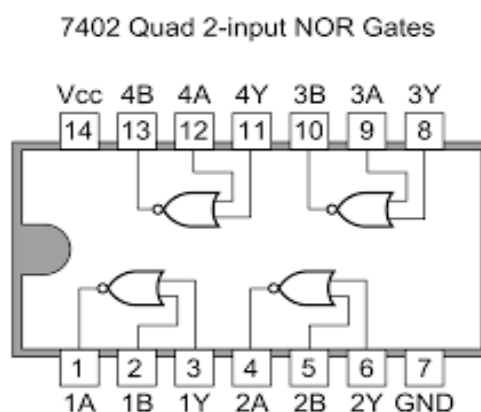 7402 Quad 2-input NOR Gates
Vcc 4B 4A 4Y 3B 3A 3Y
14 13 12 11 10 9 8
1 2 3 4 5 6 7
1A 1B 1Y 2A 2B 2Y GND